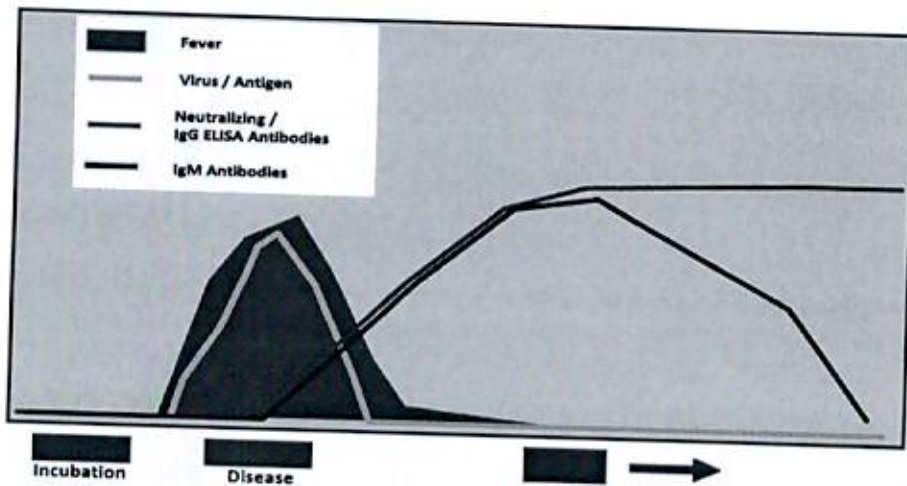 Fever
Virus / Antigen
Neutralizing /
IgG ELISA Antibodies
IgM Antibodies
Incubation
Disease